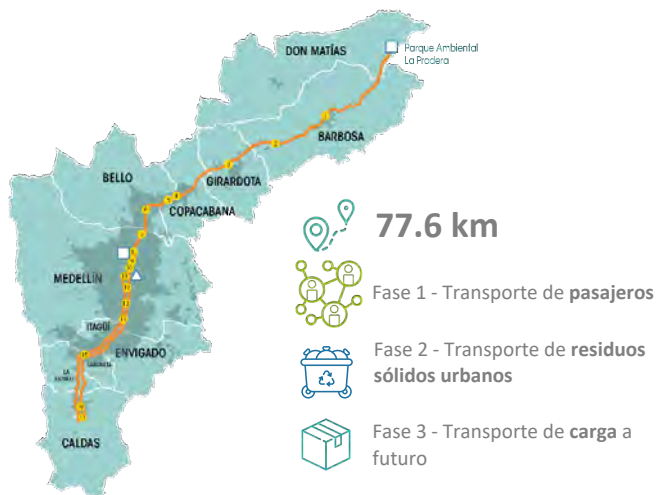 DON MATÍAS
Parque Ambiental
La Pradera
BARBOSA
GIRARDOTA
BELLO
COPACABANA
MEDELLÍN
ITAGÜÍ
ENVIGADO
CALDAS
77.6 km
Fase 1 - Transporte de pasajeros
Fase 2 - Transporte de residuos
sólidos urbanos
Fase 3 - Transporte de carga a
futuro